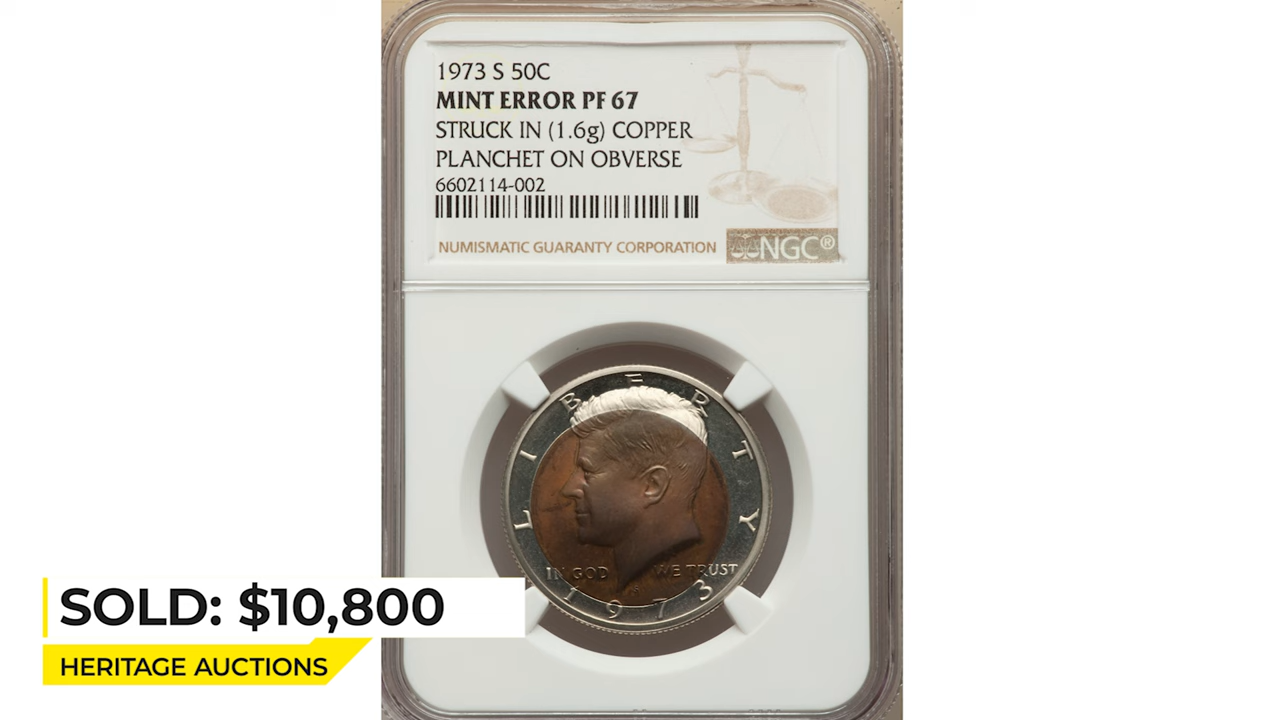 1973 S 50C
MINT ERROR PF 67
STRUCK IN (1.6g) COPPER
PLANCHET ON OBVERSE
6602114-002
NUMISMATIC GUARANTY CORPORATION
NGC®
LIBERTY
IN GOD WE TRUST
1973
SOLD: $10,800
HERITAGE AUCTIONS